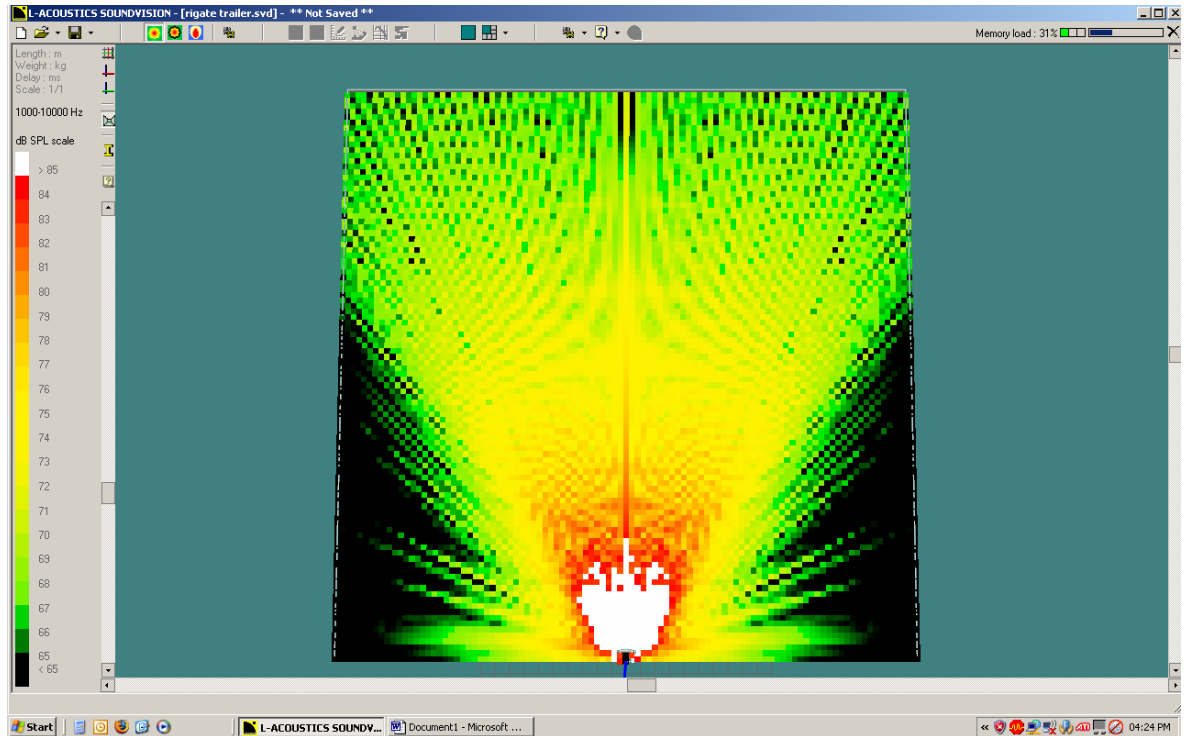 L-ACOUSTICS SOUNDVISION - [rigate trailer.svd] - ** Not Saved **
Memory load : 31%
Length : m
Weight : kg
Delay : ms
Scale : 1/1
1000-10000 Hz
dB SPL scale
> 85
84
83
82
81
80
79
78
77
76
75
74
73
72
71
70
69
68
67
66
65
< 65
Start
L-ACOUSTICS SOUNDV...
Document1 - Microsoft ...
04:24 PM